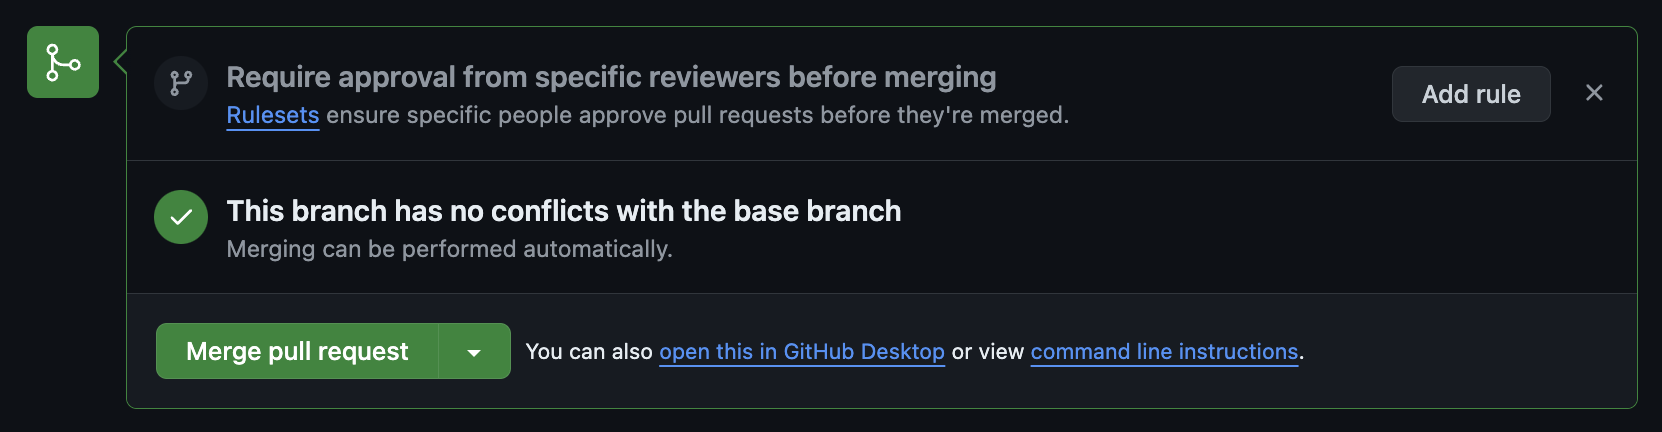 Require approval from specific reviewers before merging
Rulesets ensure specific people approve pull requests before they're merged.
Add rule
This branch has no conflicts with the base branch
Merging can be performed automatically.
Merge pull request
You can also open this in GitHub Desktop or view command line instructions.